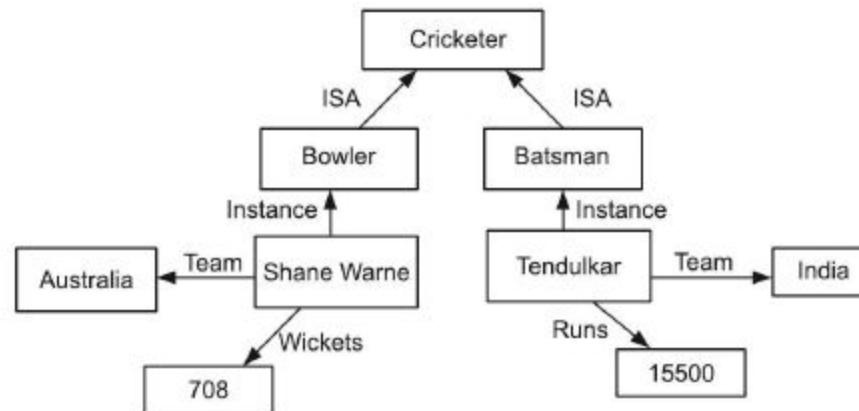 Cricketer
ISA ISA
Bowler Batsman
Instance Instance
Australia Team Shane Warne Tendulkar Team India
Wickets Runs
708 15500